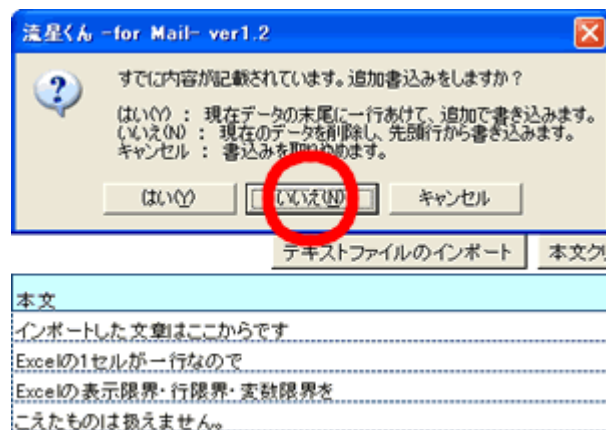 流星くん -for Mail- ver1.2
すでに内容が記載されています。追加書込みをしますか？
はい(Y) ： 現在データの末尾に一行あけて、追加で書き込みます。
いいえ(N) ： 現在のデータを削除し、先頭行から書き込みます。
キャンセル ： 書込みを取りやめます。
はい(Y) いいえ(N) キャンセル
テキストファイルのインポート 本文ク
本文
インポートした文章はここからです
Excelの1セルが一行なので
Excelの表示限界・行限界・変数限界を
こえたものは扱えません。